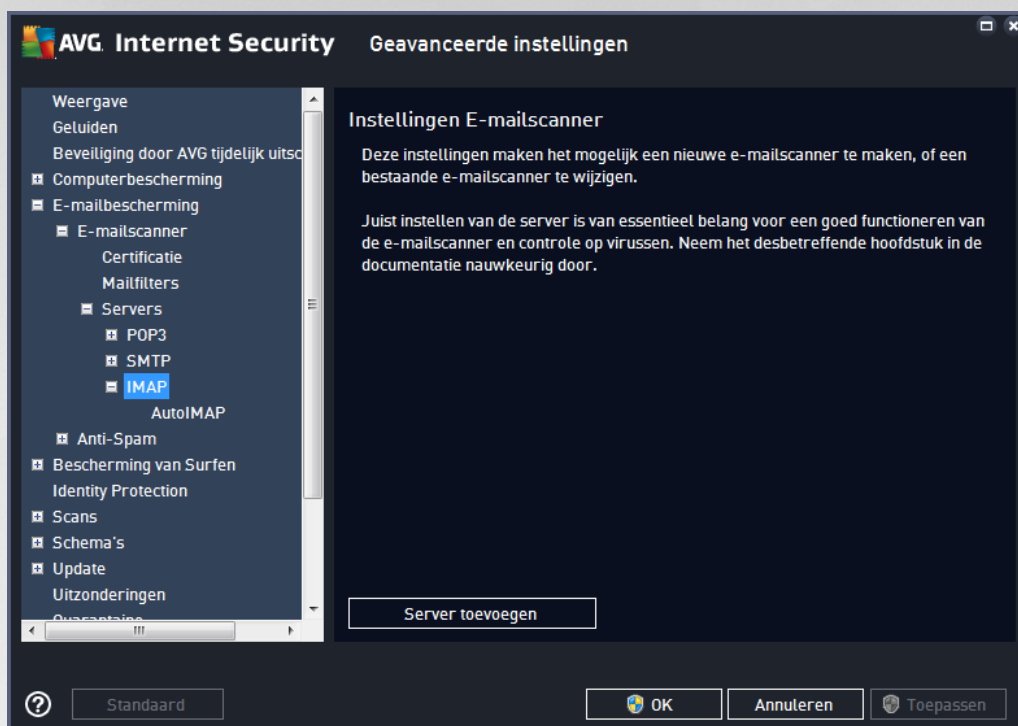 AVG. Internet Security Geavanceerde instellingen
Weergave
Geluiden
Beveiliging door AVG tijdelijk uitsc
Computerbescherming
E-mailbescherming
E-mailscanner
Certificatie
Mailfilters
Servers
POP3
SMTP
IMAP
AutoIMAP
Anti-Spam
Bescherming van Surfen
Identity Protection
Scans
Schema's
Update
Uitzonderingen
Quarantaine
Instellingen E-mailscanner
Deze instellingen maken het mogelijk een nieuwe e-mailscanner te maken, of een
bestaande e-mailscanner te wijzigen.
Juist instellen van de server is van essentieel belang voor een goed functioneren van
de e-mailscanner en controle op virussen. Neem het desbetreffende hoofdstuk in de
documentatie nauwkeurig door.
Server toevoegen
Standaard
OK
Annuleren
Toepassen